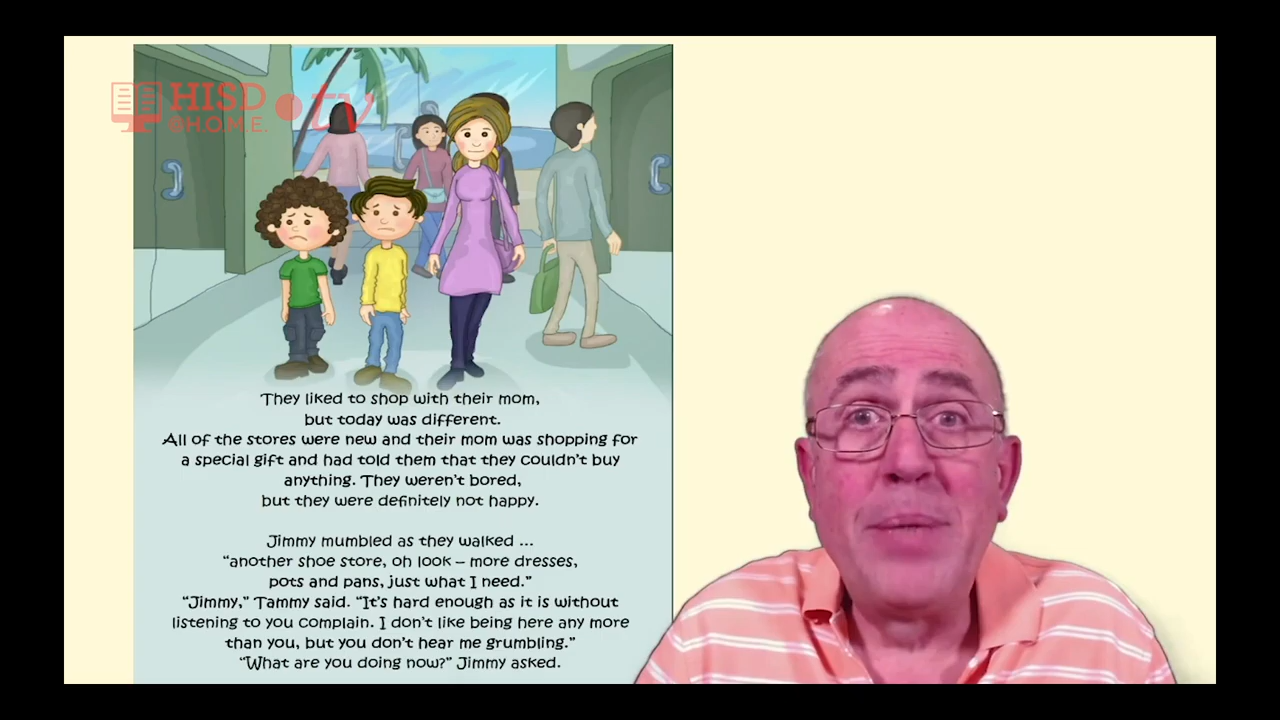 HISD
@H.O.M.E.
.tv
They liked to shop with their mom,
but today was different.
All of the stores were new and their mom was shopping for
a special gift and had told them that they couldn't buy
anything. They weren't bored,
but they were definitely not happy.
Jimmy mumbled as they walked ...
“another shoe store, oh look – more dresses,
pots and pans, just what I need.”
“Jimmy,” Tammy said. “It's hard enough as it is without
listening to you complain. I don't like being here any more
than you, but you don't hear me grumbling.”
“What are you doing now?” Jimmy asked.